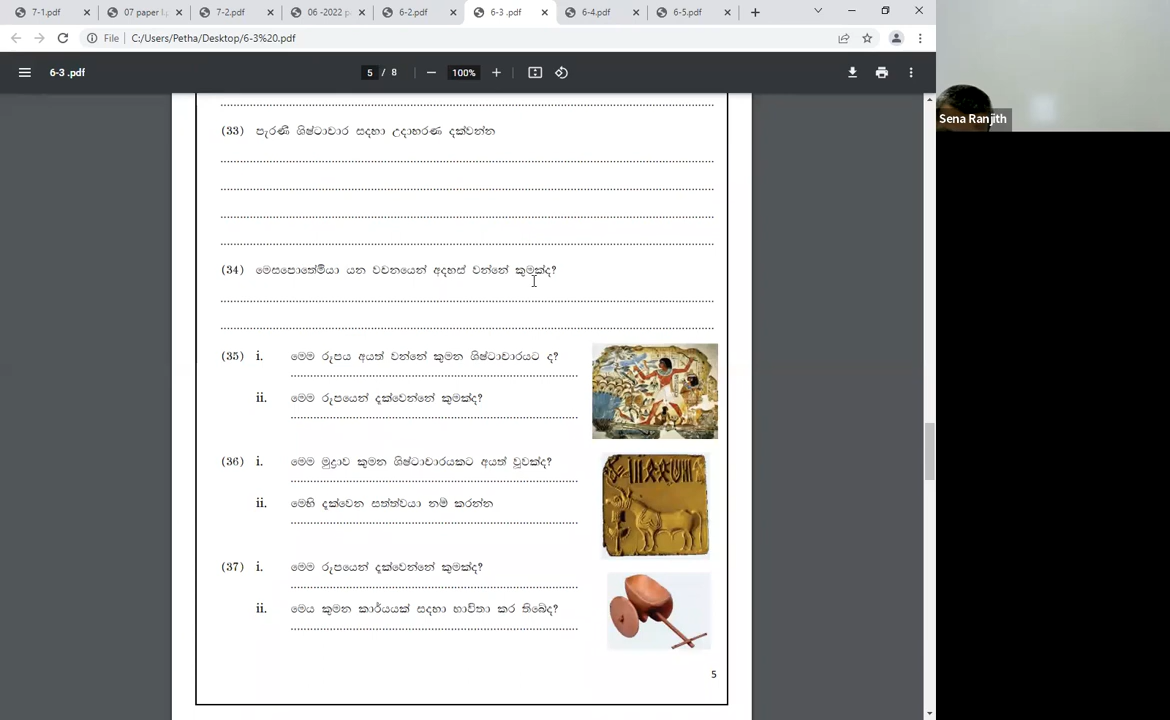 7-1.pdf
07 paper I.p
7-2.pdf
06 -2022 p
6-2.pdf
6-3 .pdf
6-4.pdf
6-5.pdf
File C:/Users/Petha/Desktop/6-3%20.pdf
6-3 .pdf
5 / 8
100%
Sena Ranjith
(33) පැරණි ශිෂ්ටාචාර සදහා උදාහරණ දක්වන්න
(34) මෙසපොතේමියා යන වචනයෙන් අදහස් වන්නේ කුමක්ද?
(35) i. මෙම රූපය අයත් වන්නේ කුමන ශිෂ්ටාචාරයට ද?
ii. මෙම රූපයෙන් දක්වෙන්නේ කුමක්ද?
(36) i. මෙම මුද්‍රාව කුමන ශිෂ්ටාචාරයකට අයත් වූවක්ද?
ii. මෙහි දක්වෙන සත්ත්වයා නම් කරන්න
(37) i. මෙම රූපයෙන් දක්වෙන්නේ කුමක්ද?
ii. මෙය කුමන කාර්යයක් සදහා භාවිතා කර තිබේද?
5